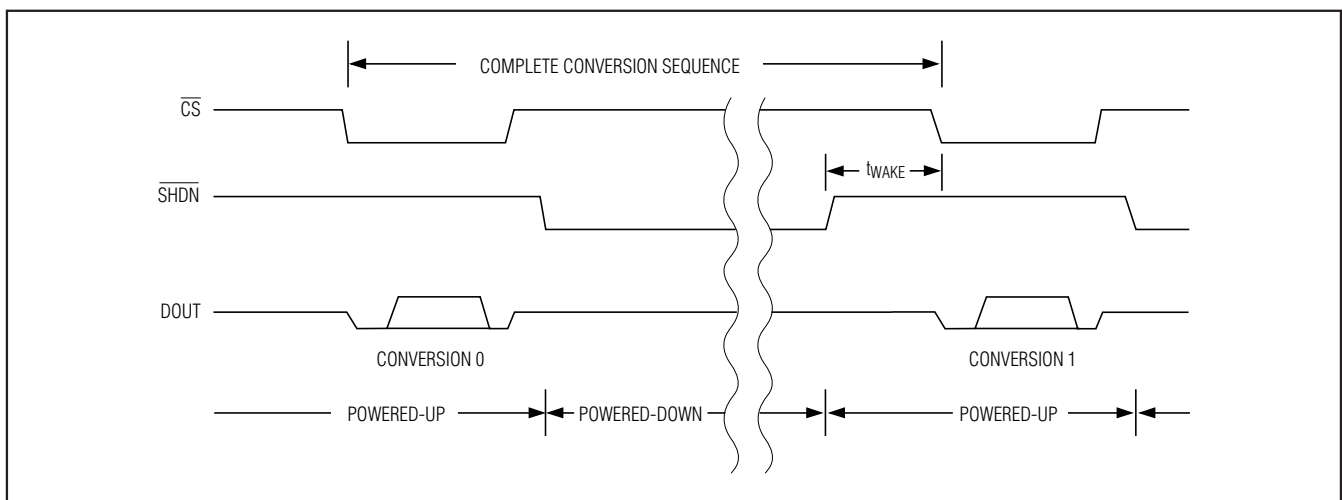 COMPLETE CONVERSION SEQUENCE
CS
tWAKE
SHDN
DOUT
CONVERSION 0
CONVERSION 1
POWERED-UP
POWERED-DOWN
POWERED-UP